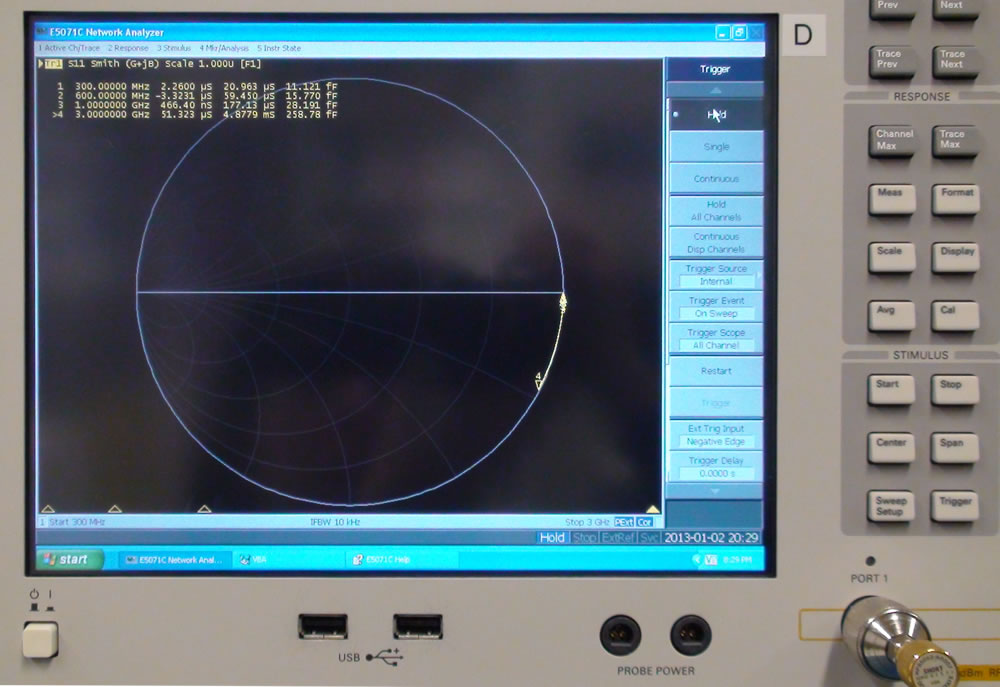 E5071C Network Analyzer
1 Active Ch/Trace 2 Response 3 Stimulus 4 Mkr/Analysis 5 Instr State
Tr1 S11 Smith (G+jB) Scale 1.000U [F1]
1 300.00000 MHz 2.2600 µS 20.963 µS 11.121 fF
2 600.00000 MHz -3.3231 µS 59.450 µS 15.770 fF
3 1.0000000 GHz 466.40 nS 177.13 µS 28.191 fF
>4 3.0000000 GHz 51.323 µS 4.8779 mS 258.78 fF
4
1 Start 300 MHz
IFBW 10 kHz
Stop 3 GHz PExt Cor
Hold Stop ExtRef Svc 2013-01-02 20:29
start
E5071C Network Anal...
VBA
E5071C Help
8:29 PM
Trigger
Hold
Single
Continuous
Hold
All Channels
Continuous
Disp Channels
Trigger Source
Internal
Trigger Event
On Sweep
Trigger Scope
All Channel
Restart
Trigger
Ext Trig Input
Negative Edge
Trigger Delay
0.0000 s
D
Prev
Next
Trace
Prev
Trace
Next
RESPONSE
Channel
Max
Trace
Max
Meas
Format
Scale
Display
Avg
Cal
STIMULUS
Start
Stop
Center
Span
Sweep
Setup
Trigger
PORT 1
USB
PROBE POWER
SHORT
dBm RF